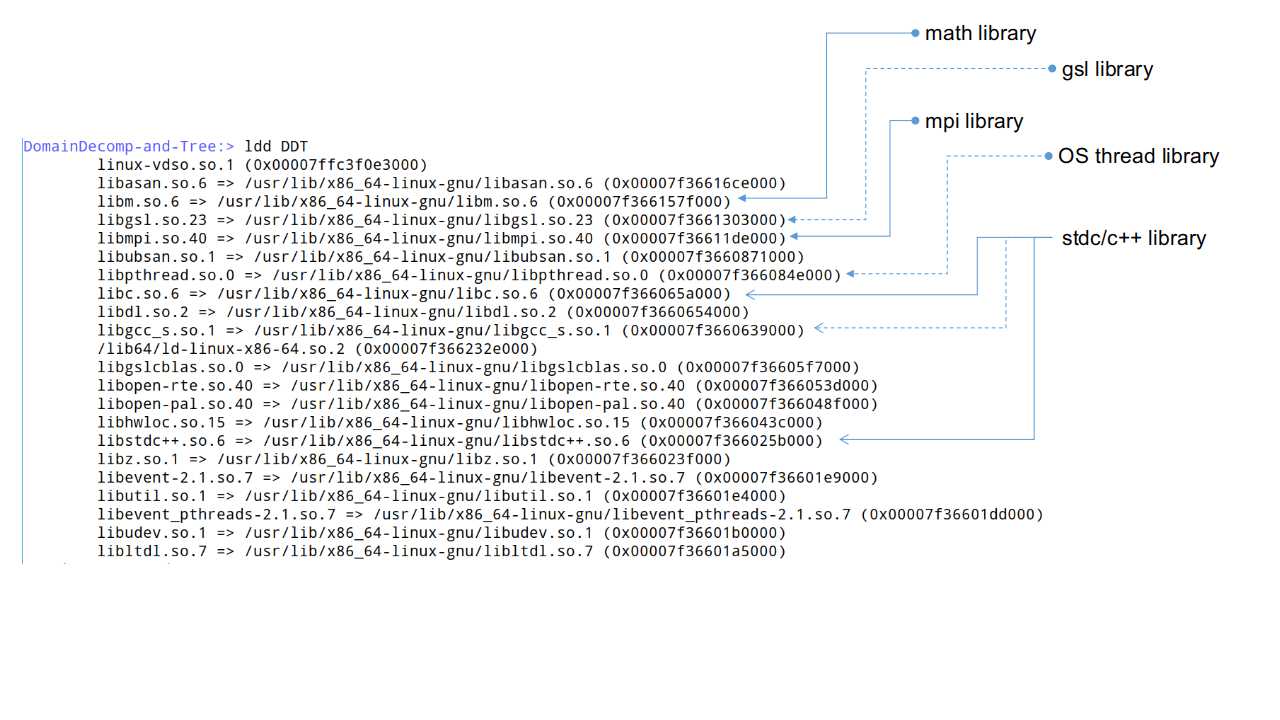 math library
gsl library
mpi library
OS thread library
stdc/c++ library
DomainDecomp-and-Tree:> ldd DDT
linux-vdso.so.1 (0x00007ffc3f0e3000)
libasan.so.6 => /usr/lib/x86_64-linux-gnu/libasan.so.6 (0x00007f36616ce000)
libm.so.6 => /usr/lib/x86_64-linux-gnu/libm.so.6 (0x00007f366157f000)
libgsl.so.23 => /usr/lib/x86_64-linux-gnu/libgsl.so.23 (0x00007f3661303000)
libmpi.so.40 => /usr/lib/x86_64-linux-gnu/libmpi.so.40 (0x00007f36611de000)
libubsan.so.1 => /usr/lib/x86_64-linux-gnu/libubsan.so.1 (0x00007f3660871000)
libpthread.so.0 => /usr/lib/x86_64-linux-gnu/libpthread.so.0 (0x00007f366084e000)
libc.so.6 => /usr/lib/x86_64-linux-gnu/libc.so.6 (0x00007f366065a000)
libdl.so.2 => /usr/lib/x86_64-linux-gnu/libdl.so.2 (0x00007f3660654000)
libgcc_s.so.1 => /usr/lib/x86_64-linux-gnu/libgcc_s.so.1 (0x00007f3660639000)
/lib64/ld-linux-x86-64.so.2 (0x00007f366232e000)
libgslcblas.so.0 => /usr/lib/x86_64-linux-gnu/libgslcblas.so.0 (0x00007f36605f7000)
libopen-rte.so.40 => /usr/lib/x86_64-linux-gnu/libopen-rte.so.40 (0x00007f366053d000)
libopen-pal.so.40 => /usr/lib/x86_64-linux-gnu/libopen-pal.so.40 (0x00007f366048f000)
libhwloc.so.15 => /usr/lib/x86_64-linux-gnu/libhwloc.so.15 (0x00007f366043c000)
libstdc++.so.6 => /usr/lib/x86_64-linux-gnu/libstdc++.so.6 (0x00007f366025b000)
libz.so.1 => /usr/lib/x86_64-linux-gnu/libz.so.1 (0x00007f366023f000)
libevent-2.1.so.7 => /usr/lib/x86_64-linux-gnu/libevent-2.1.so.7 (0x00007f36601e9000)
libutil.so.1 => /usr/lib/x86_64-linux-gnu/libutil.so.1 (0x00007f36601e4000)
libevent_pthreads-2.1.so.7 => /usr/lib/x86_64-linux-gnu/libevent_pthreads-2.1.so.7 (0x00007f36601dd000)
libudev.so.1 => /usr/lib/x86_64-linux-gnu/libudev.so.1 (0x00007f36601b0000)
libltdl.so.7 => /usr/lib/x86_64-linux-gnu/libltdl.so.7 (0x00007f36601a5000)